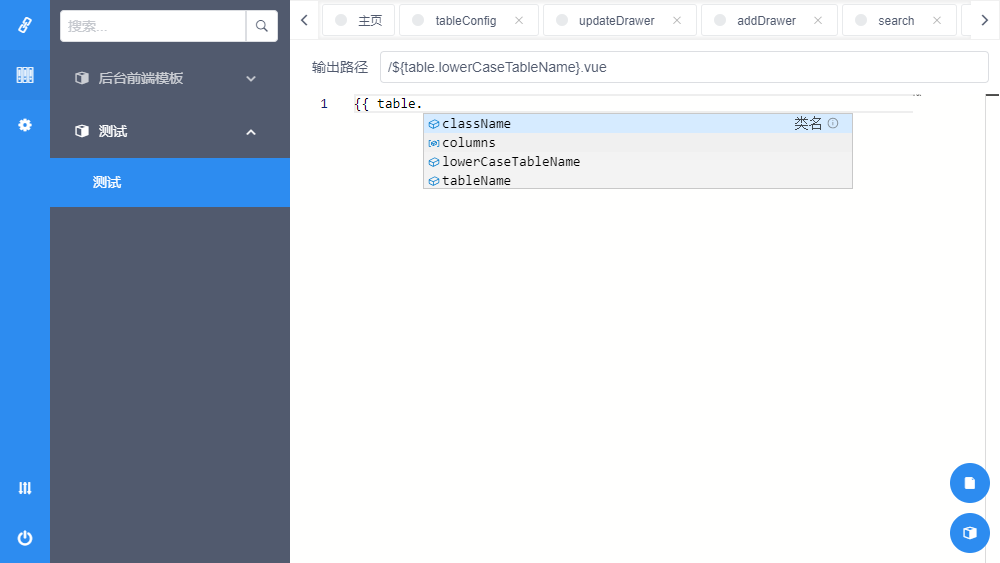 搜索...
后台前端模板
测试
测试
主页 tableConfig updateDrawer addDrawer search
输出路径 /${table.lowerCaseTableName}.vue
1 {{ table.
className 类名
columns
lowerCaseTableName
tableName